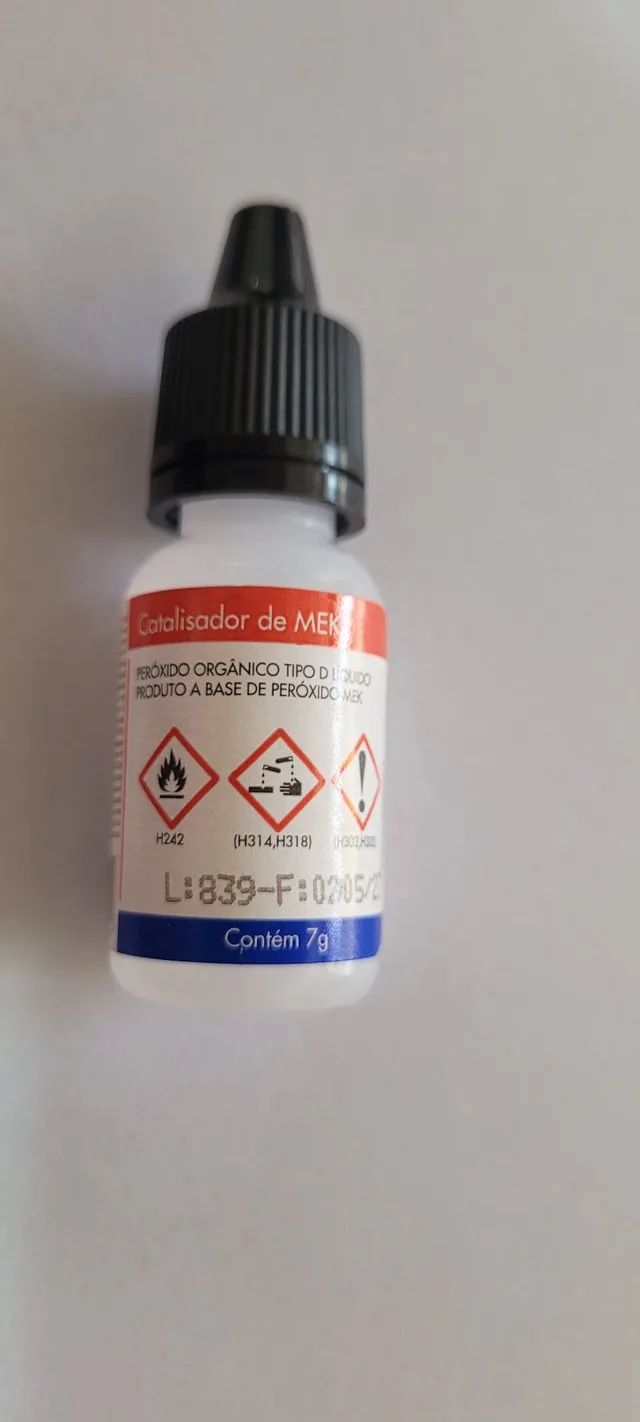 Catalisador de MEK
PERÓXIDO ORGÂNICO TIPO D LÍQUIDO
PRODUTO A BASE DE PERÓXIDO MEK
H242
(H314,H318)
L:839-F:02/05/2
Contém 7g